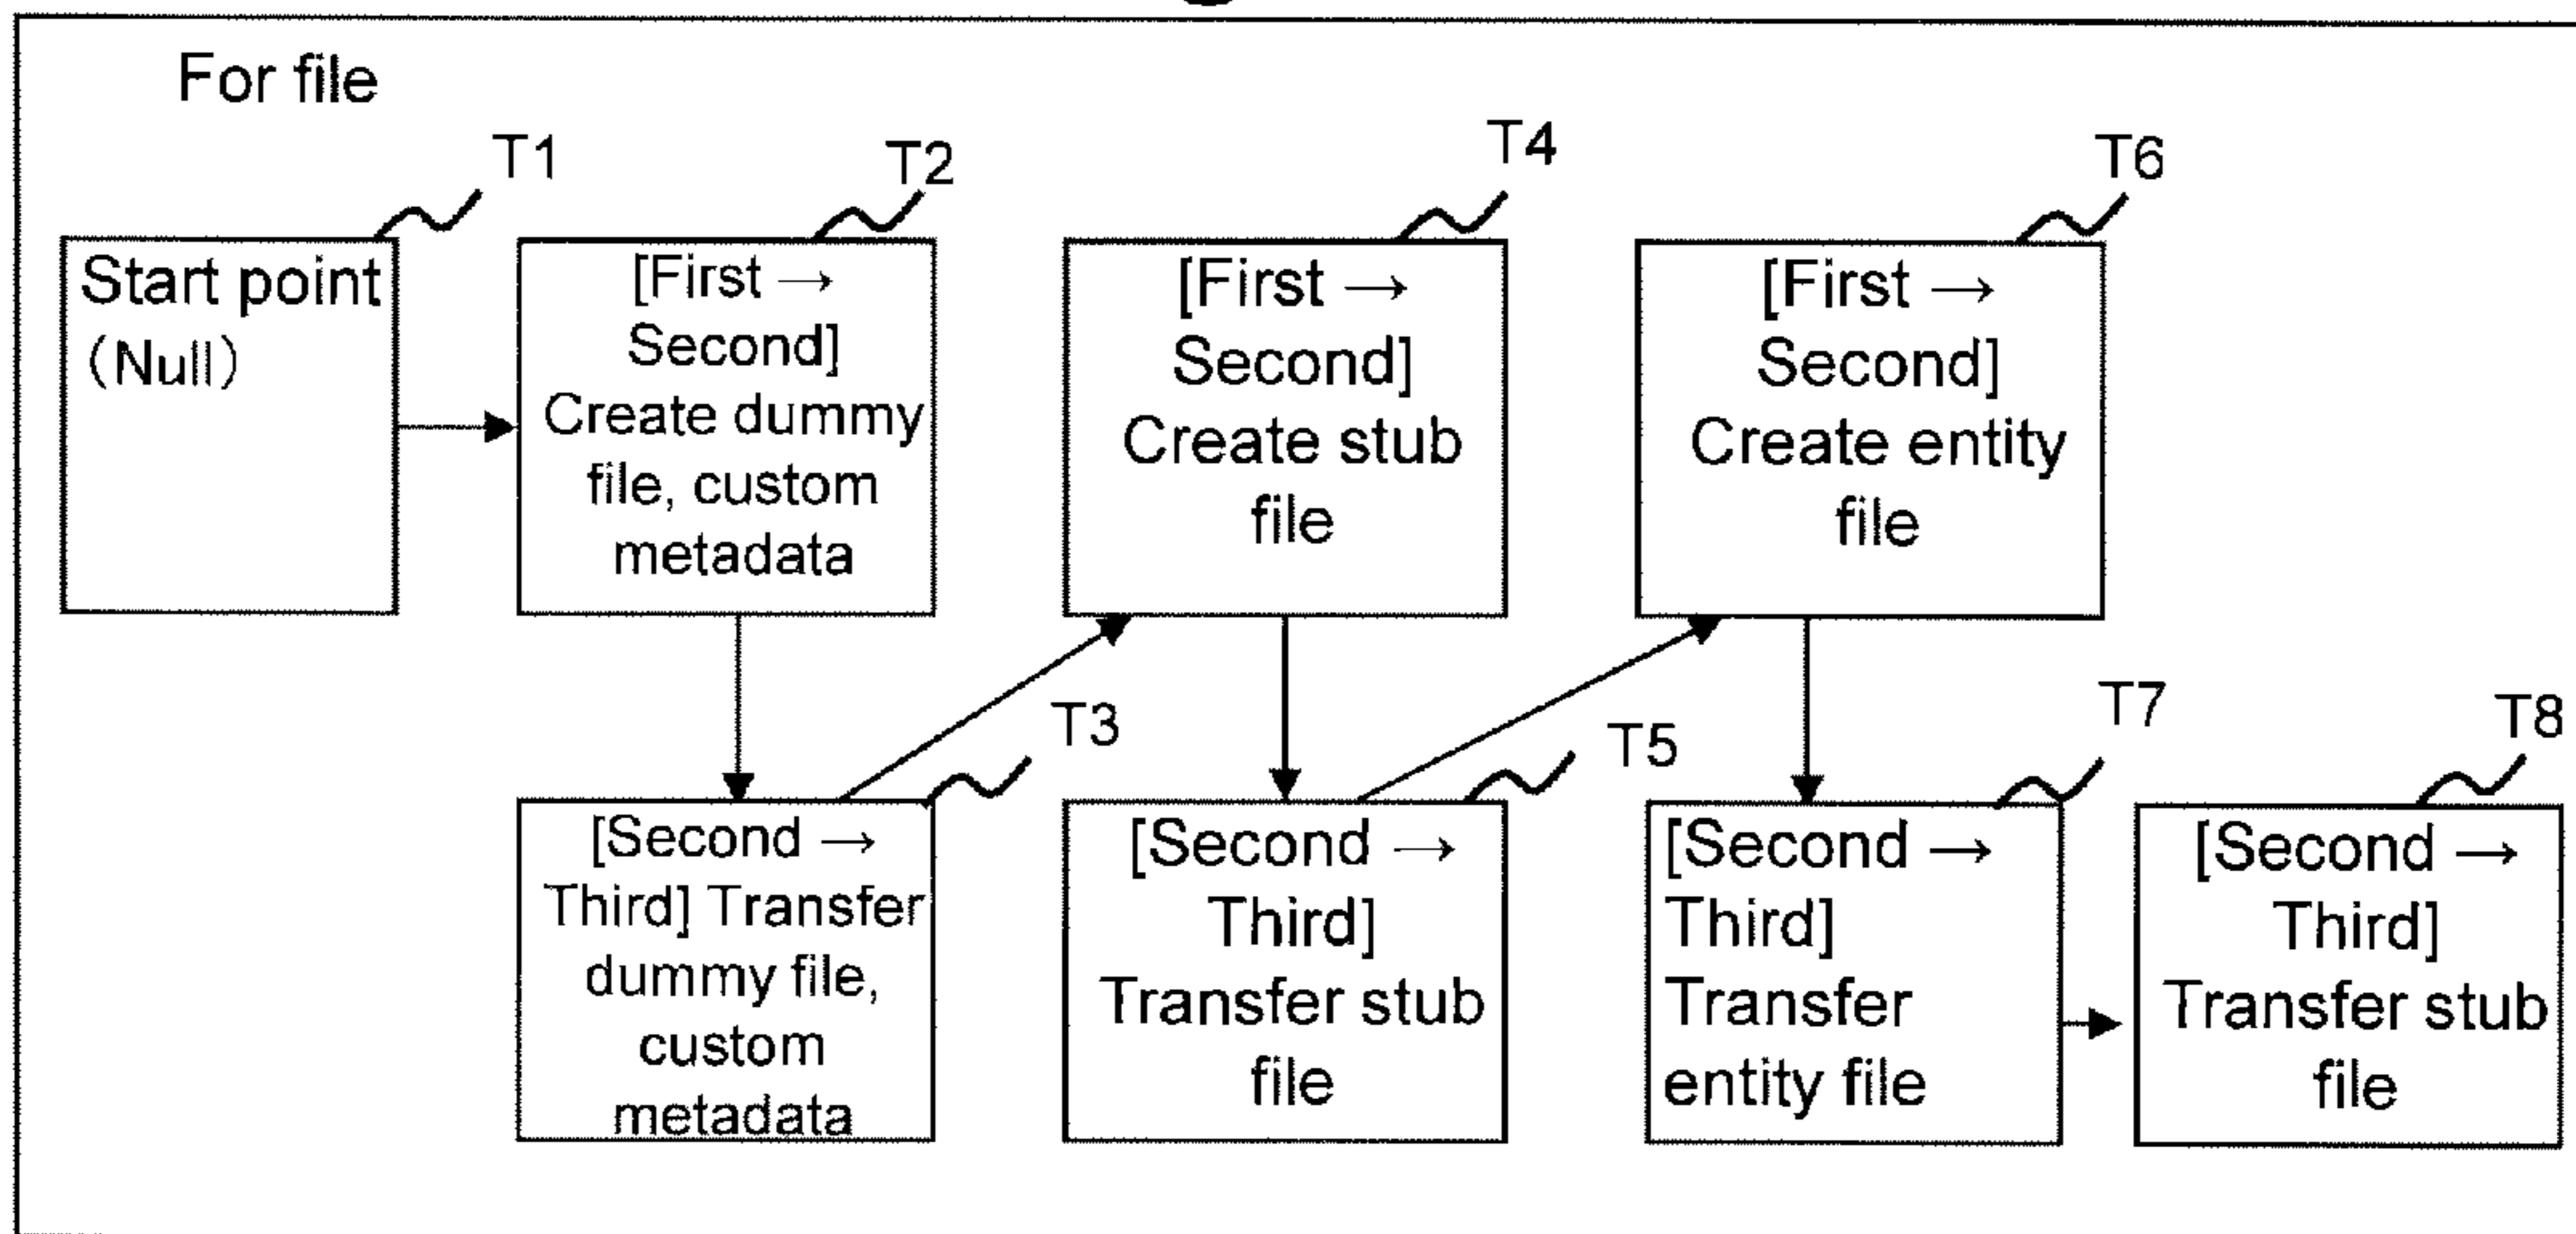 For file
T1
Start point
(Null)
T2
[First →
Second]
Create dummy
file, custom
metadata
T3
[Second →
Third] Transfer
dummy file,
custom
metadata
T4
[First →
Second]
Create stub
file
T5
[Second →
Third]
Transfer stub
file
T6
[First →
Second]
Create entity
file
T7
[Second →
Third]
Transfer
entity file
T8
[Second →
Third]
Transfer stub
file